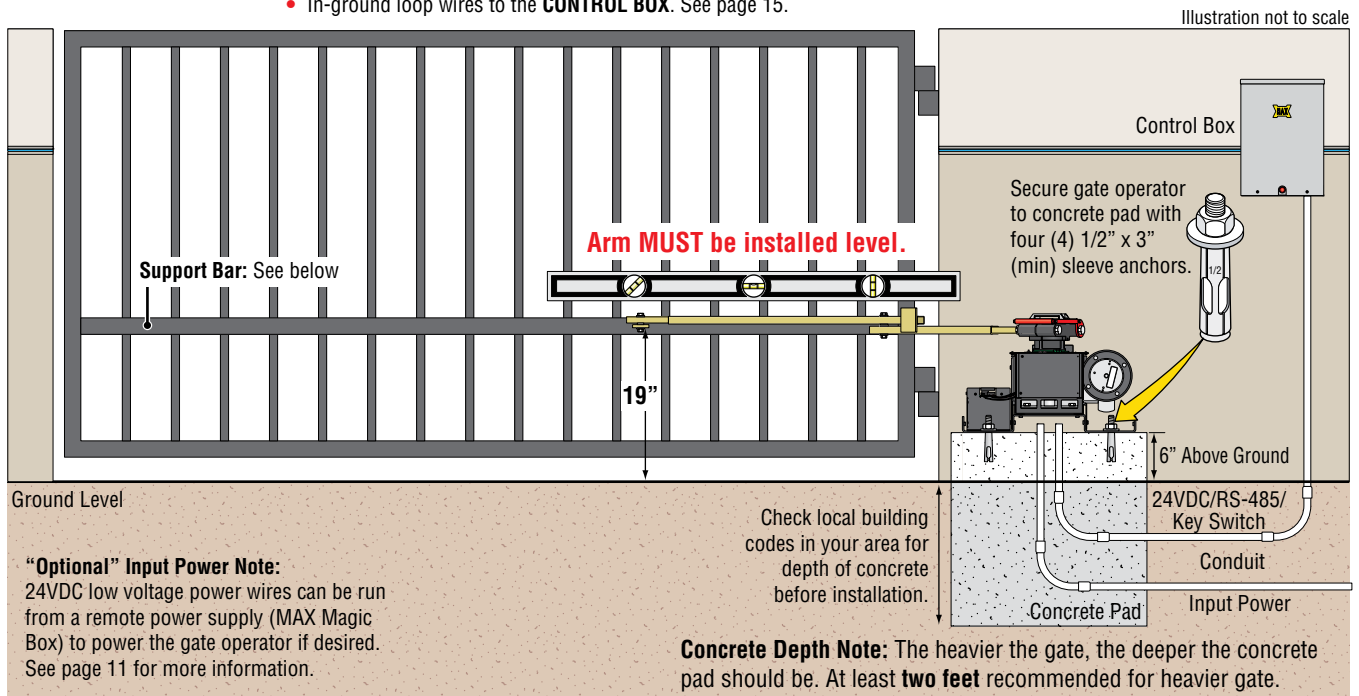 • In-ground loop wires to the CONTROL BOX. See page 15.
Illustration not to scale
Control Box
MAX
Secure gate operator
to concrete pad with
four (4) 1/2” x 3”
(min) sleeve anchors.
1/2
Arm MUST be installed level.
Support Bar: See below
19”
6” Above Ground
Ground Level
24VDC/RS-485/
Key Switch
Check local building
codes in your area for
depth of concrete
before installation.
Conduit
Input Power
Concrete Pad
“Optional” Input Power Note:
24VDC low voltage power wires can be run
from a remote power supply (MAX Magic
Box) to power the gate operator if desired.
See page 11 for more information.
Concrete Depth Note: The heavier the gate, the deeper the concrete
pad should be. At least two feet recommended for heavier gate.